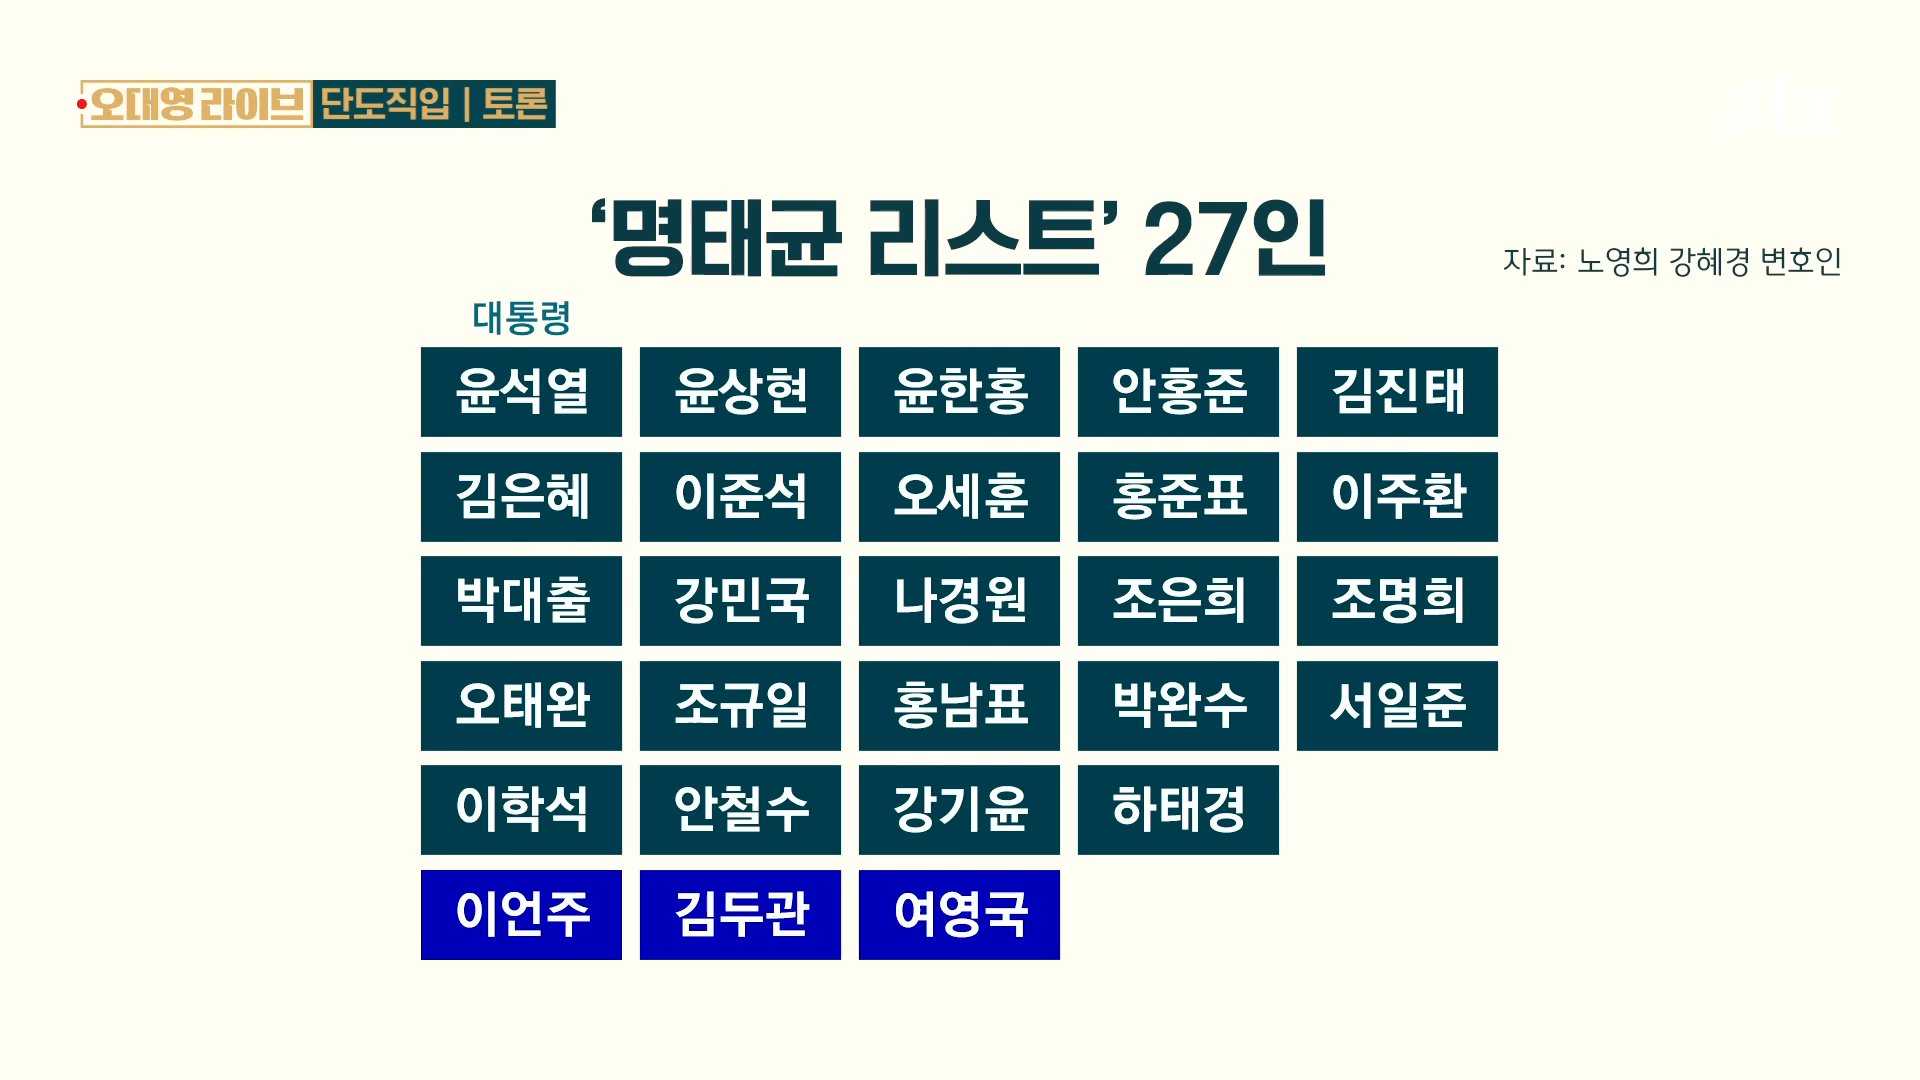 오대영 라이브 단도직입 | 토론
jtbc
‘명태균 리스트’ 27인
자료: 노영희 강혜경 변호인
대통령
윤석열 윤상현 윤한홍 안홍준 김진태
김은혜 이준석 오세훈 홍준표 이주환
박대출 강민국 나경원 조은희 조명희
오태완 조규일 홍남표 박완수 서일준
이학석 안철수 강기윤 하태경
이언주 김두관 여영국